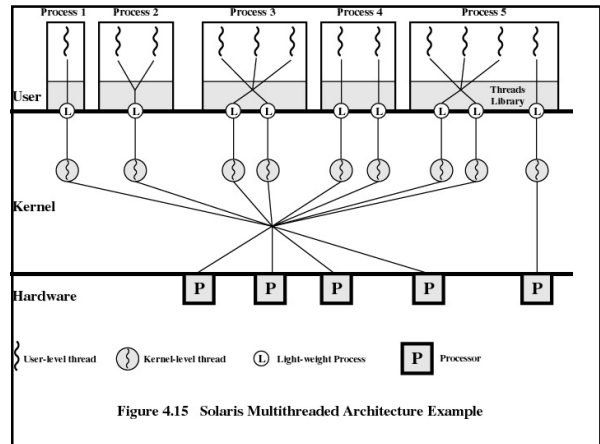 Process 1 Process 2 Process 3 Process 4 Process 5
User
Threads
Library
L L L L L L L L L
Kernel
Hardware
P P P P P
User-level thread Kernel-level thread L Light-weight Process P Processor
Figure 4.15 Solaris Multithreaded Architecture Example